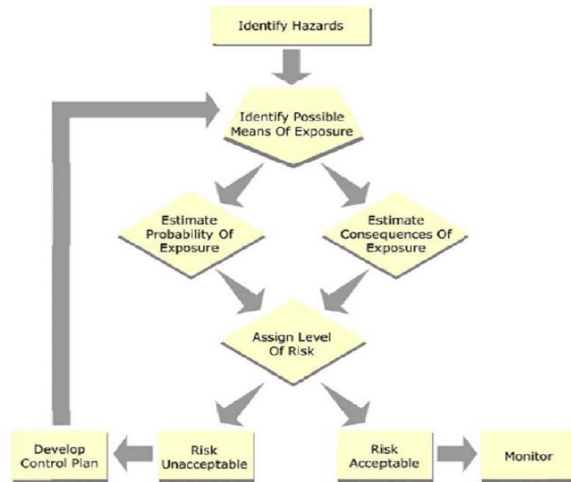 Identify Hazards
Identify Possible
Means Of Exposure
Estimate
Probability Of
Exposure
Estimate
Consequences Of
Exposure
Assign Level
Of Risk
Develop
Control Plan
Risk
Unacceptable
Risk
Acceptable
Monitor